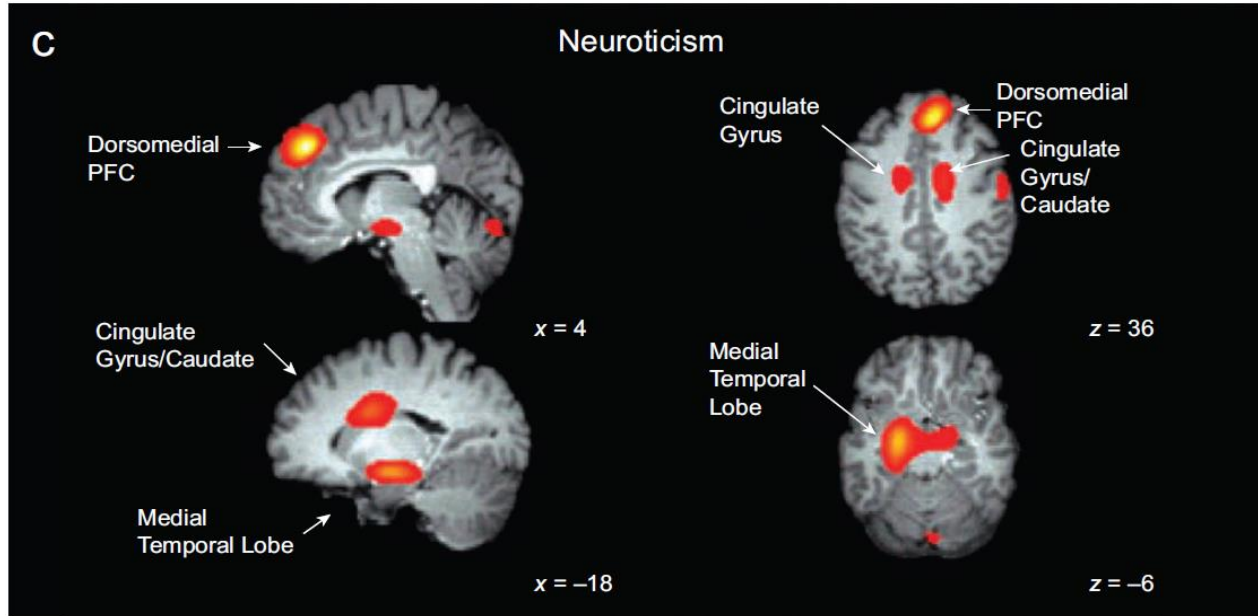 C
Neuroticism
Dorsomedial
PFC
x = 4
Cingulate
Gyrus
Dorsomedial
PFC
Cingulate
Gyrus/
Caudate
z = 36
Cingulate
Gyrus/Caudate
Medial
Temporal Lobe
x = –18
Medial
Temporal
Lobe
z = –6